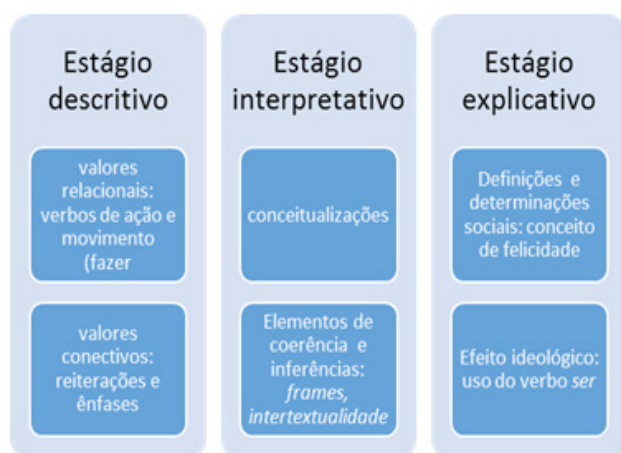 Estágio
descritivo
valores
relacionais:
verbos de ação e
movimento
(fazer
valores
conectivos:
reiterações e
ênfases
Estágio
interpretativo
conceitualizações
Elementos de
coerência e
inferências:
frames,
intertextualidade
Estágio
explicativo
Definições e
determinações
sociais: conceito
de felicidade
Efeito ideológico:
uso do verbo ser